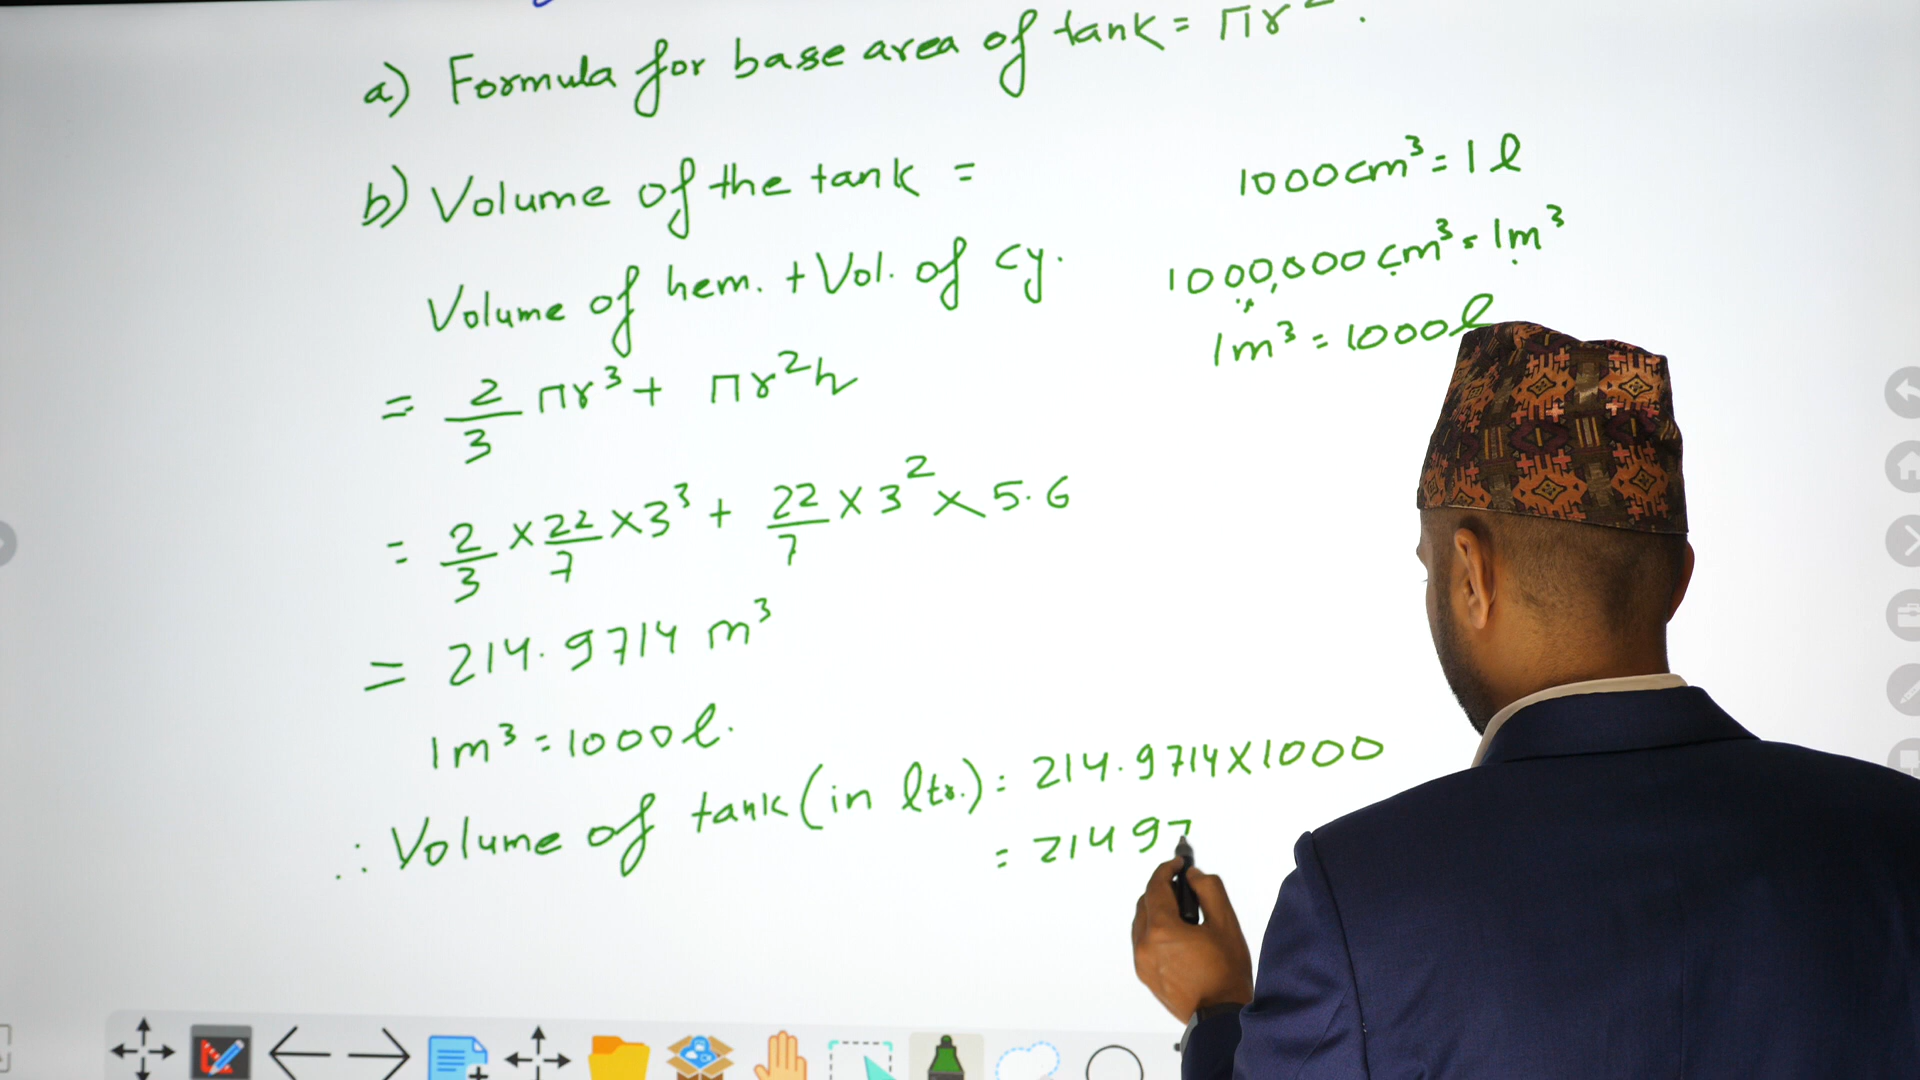 a) Formula for base area of tank = πr².
b) Volume of the tank =
Volume of hem. + Vol. of cy.
= 2/3 πr³ + πr²h
= 2/3 × 22/7 × 3³ + 22/7 × 3² × 5.6
= 214.9714 m³
1m³ = 1000l.
∴ Volume of tank (in ltr.) = 214.9714 × 1000
= 21497
1000cm³ = 1l
1000,000 cm³ = 1m³
1m³ = 1000l